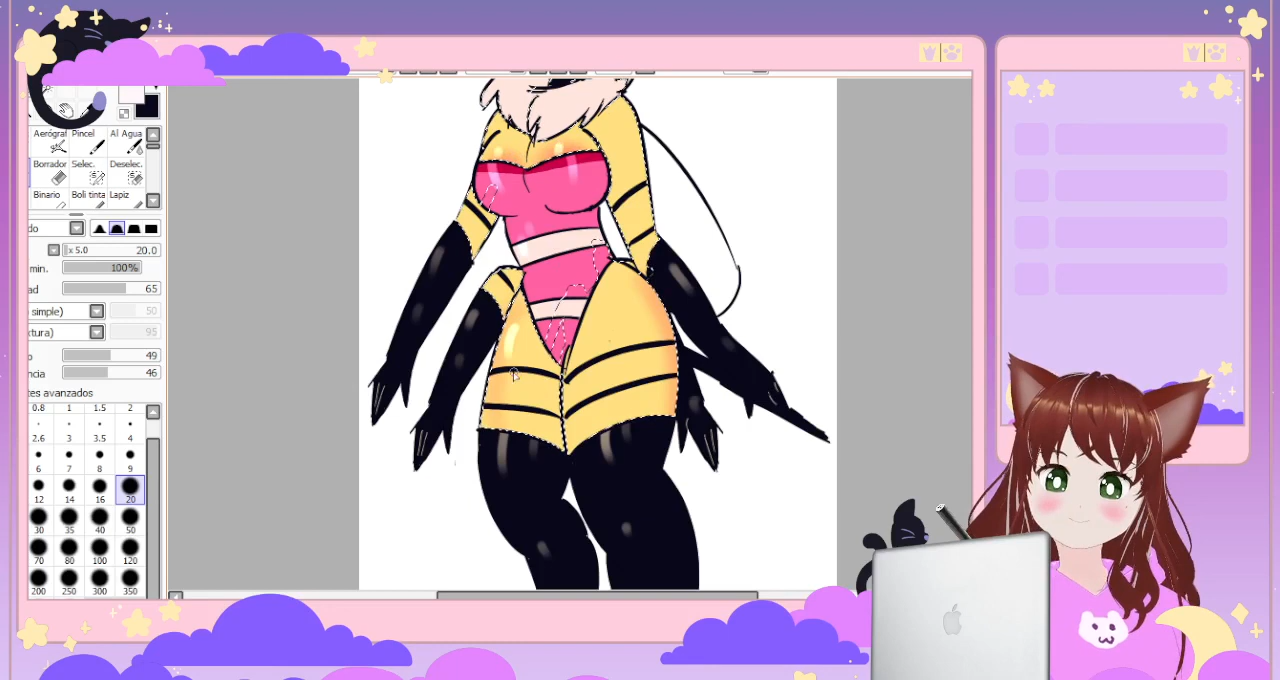 Aerógraf Pincel Al Agua
Borrador Selec. Deselec.
Binario Boli tinta Lapiz
do
x 5.0 20.0
min. 100%
ad 65
simple) 50
xtura) 95
o 49
ncia 46
tes avanzados
0.8 1 1.5 2
2.6 3 3.5 4
6 7 8 9
12 14 16 20
30 35 40 50
70 80 100 120
200 250 300 350